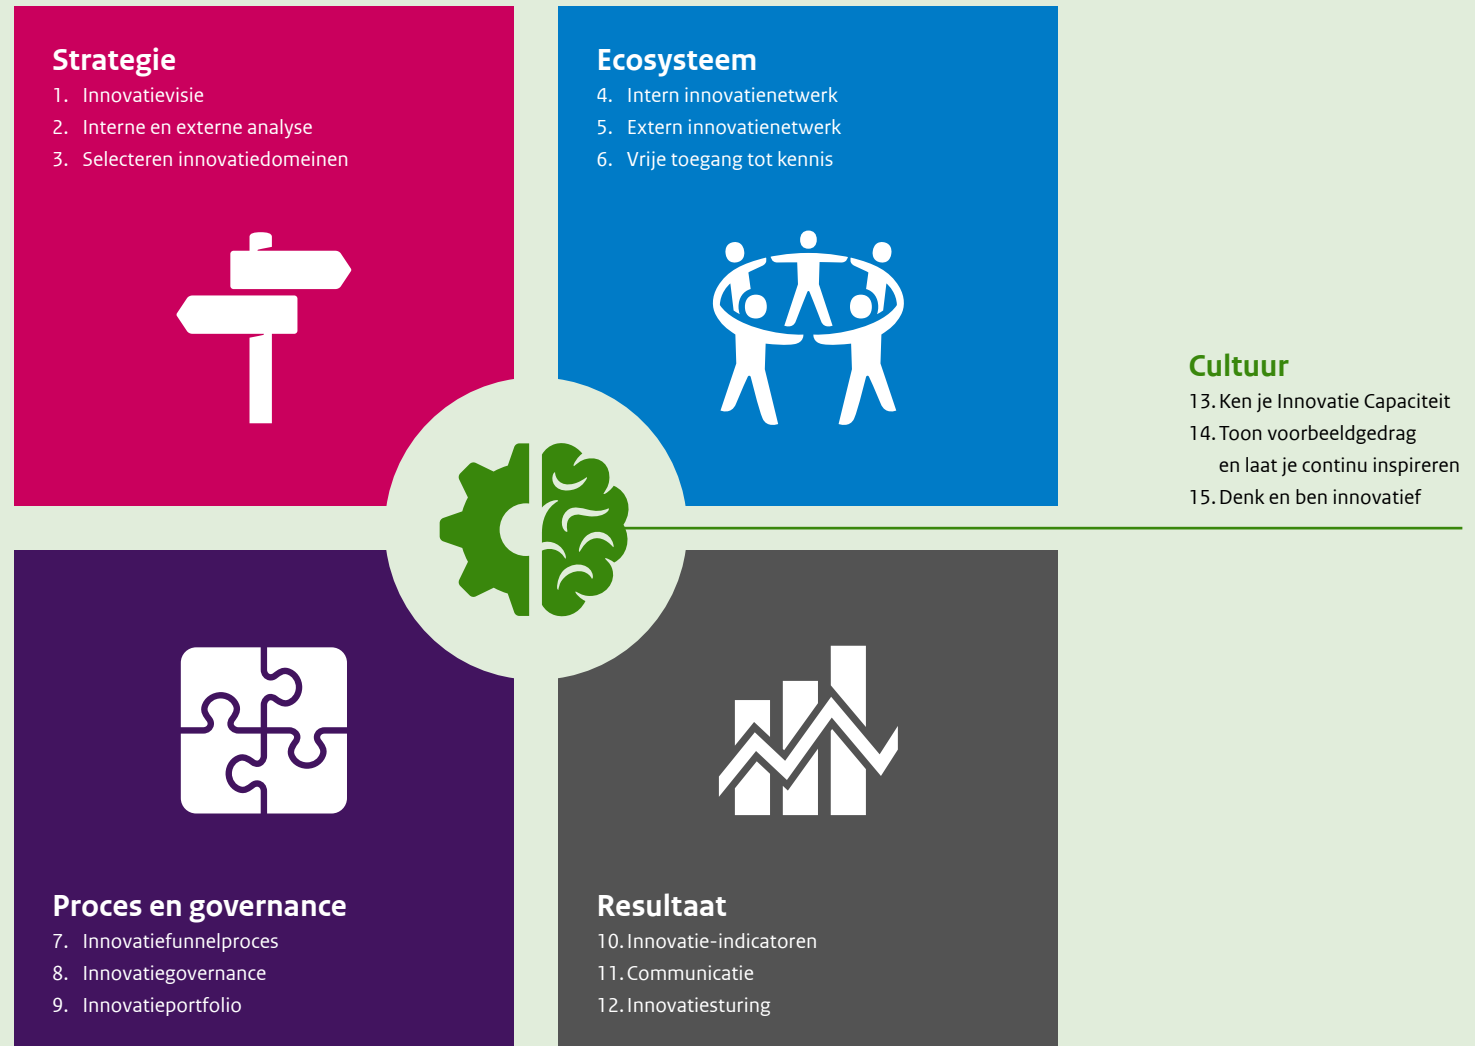 Strategie
1. Innovatievisie
2. Interne en externe analyse
3. Selecteren innovatiedomeinen
Ecosysteem
4. Intern innovatienetwerk
5. Extern innovatienetwerk
6. Vrije toegang tot kennis
Cultuur
13. Ken je Innovatie Capaciteit
14. Toon voorbeeldgedrag
en laat je continu inspireren
15. Denk en ben innovatief
Proces en governance
7. Innovatiefunnelproces
8. Innovatiegovernance
9. Innovatieportfolio
Resultaat
10. Innovatie-indicatoren
11. Communicatie
12. Innovatiesturing